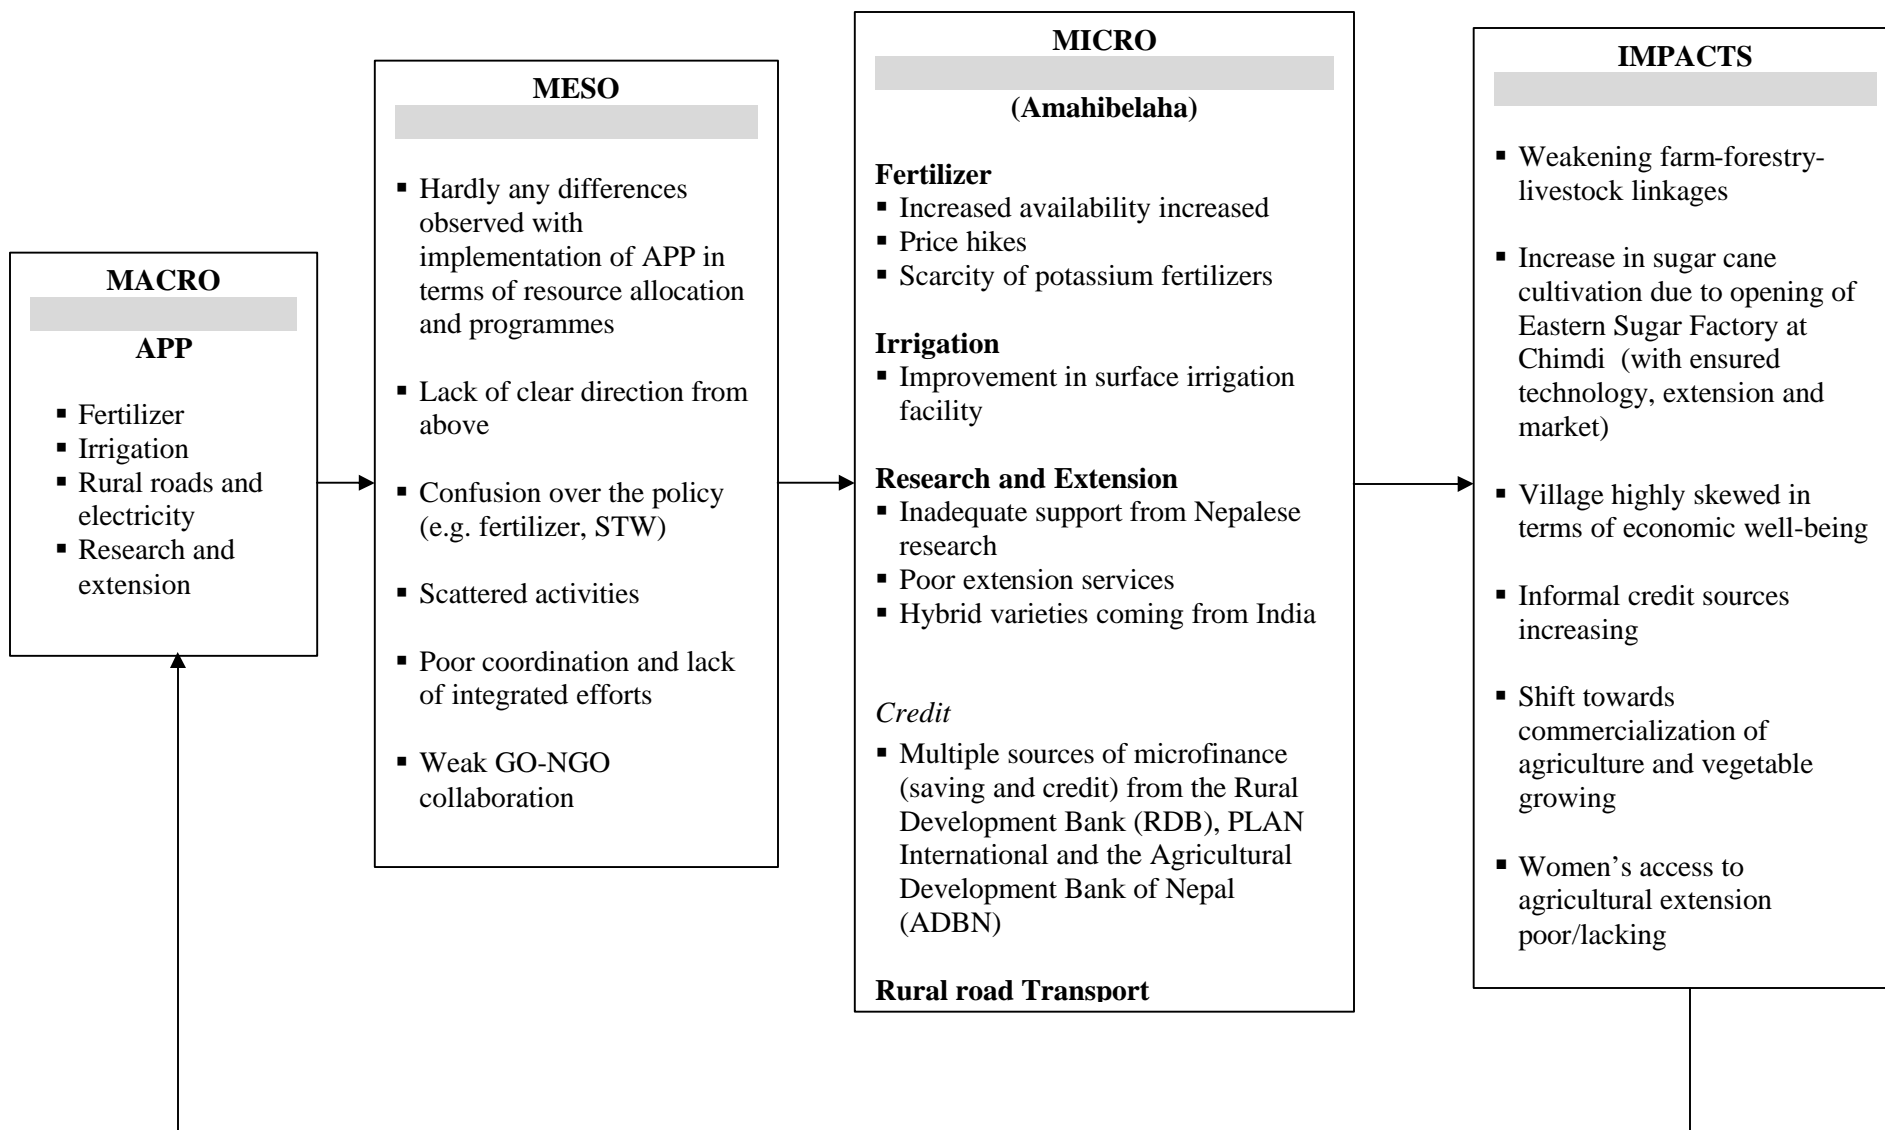 MACRO
APP
▪ Fertilizer
▪ Irrigation
▪ Rural roads and
electricity
▪ Research and
extension
MESO
▪ Hardly any differences
observed with
implementation of APP in
terms of resource allocation
and programmes
▪ Lack of clear direction from
above
▪ Confusion over the policy
(e.g. fertilizer, STW)
▪ Scattered activities
▪ Poor coordination and lack
of integrated efforts
▪ Weak GO-NGO
collaboration
MICRO
(Amahibelaha)
Fertilizer
▪ Increased availability increased
▪ Price hikes
▪ Scarcity of potassium fertilizers
Irrigation
▪ Improvement in surface irrigation
facility
Research and Extension
▪ Inadequate support from Nepalese
research
▪ Poor extension services
▪ Hybrid varieties coming from India
Credit
▪ Multiple sources of microfinance
(saving and credit) from the Rural
Development Bank (RDB), PLAN
International and the Agricultural
Development Bank of Nepal
(ADBN)
Rural road Transport
IMPACTS
▪ Weakening farm-forestry-
livestock linkages
▪ Increase in sugar cane
cultivation due to opening of
Eastern Sugar Factory at
Chimdi (with ensured
technology, extension and
market)
▪ Village highly skewed in
terms of economic well-being
▪ Informal credit sources
increasing
▪ Shift towards
commercialization of
agriculture and vegetable
growing
▪ Women’s access to
agricultural extension
poor/lacking